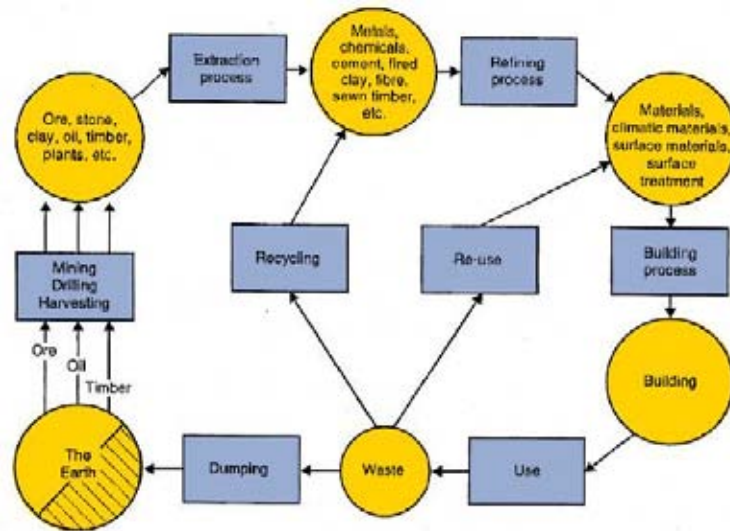 Extraction
process
Metals,
chemicals,
cement, fired
clay, fibre,
sewn timber,
etc.
Refining
process
Ore, stone,
clay, oil, timber,
plants, etc.
Materials,
climatic materials,
surface materials,
surface
treatment
Mining
Drilling
Harvesting
Recycling
Re-use
Building
process
Ore
Oil
Timber
Building
The
Earth
Dumping
Waste
Use